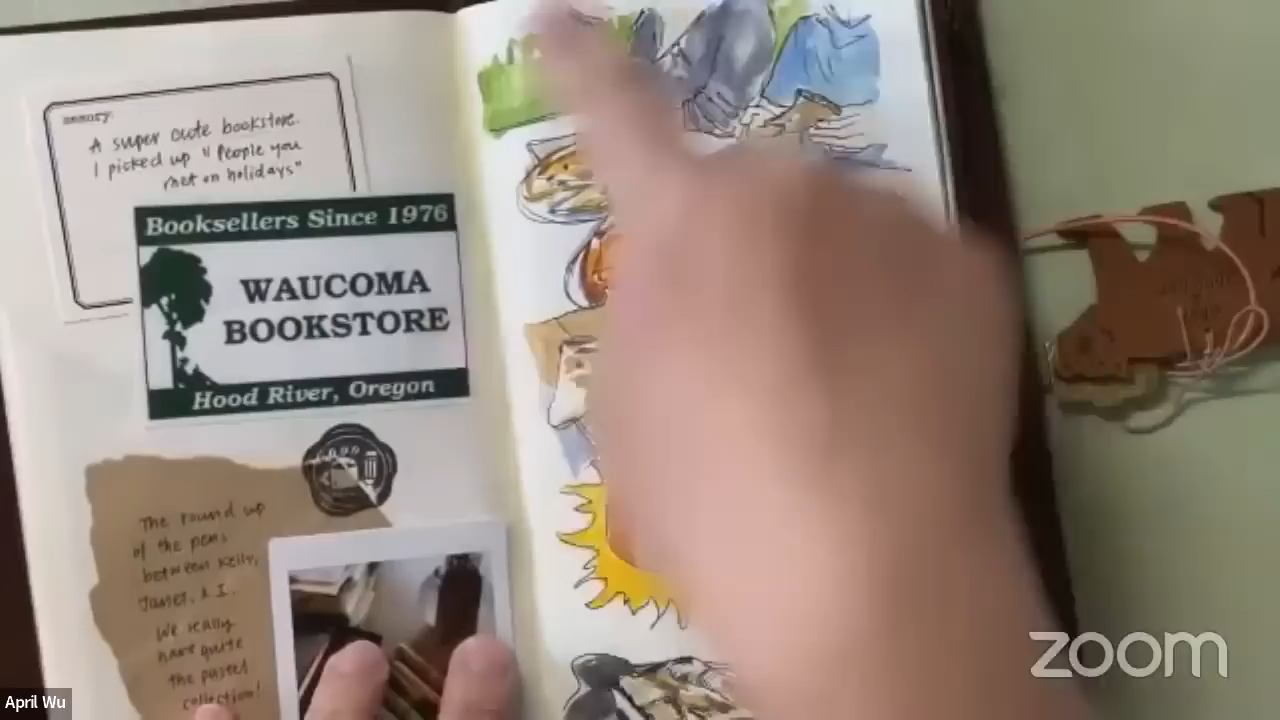 memory:
A super cute bookstore.
I picked up "People you
met on holidays"
Booksellers Since 1976
WAUCOMA
BOOKSTORE
Hood River, Oregon
The round up
of the pens
between Kelly,
James, & I.
We really
have quite
the pastel
collection!
zoom
April Wu